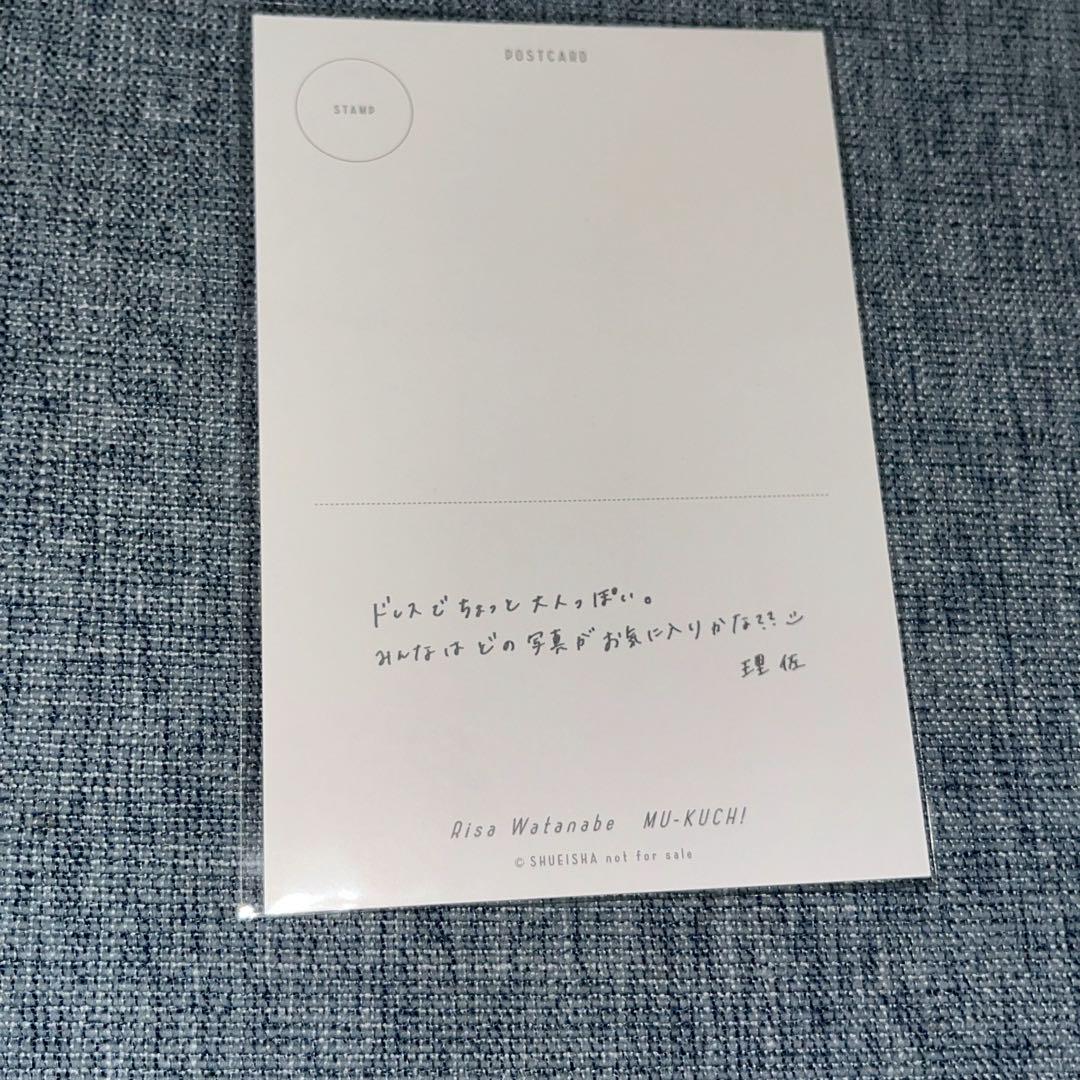 POSTCARD
STAMP
ドレスでちょっと大人っぽい。
みんなはどの写真がお気に入りかな??
理佐
Risa Watanabe MU-KUCH!
© SHUEISHA not for sale